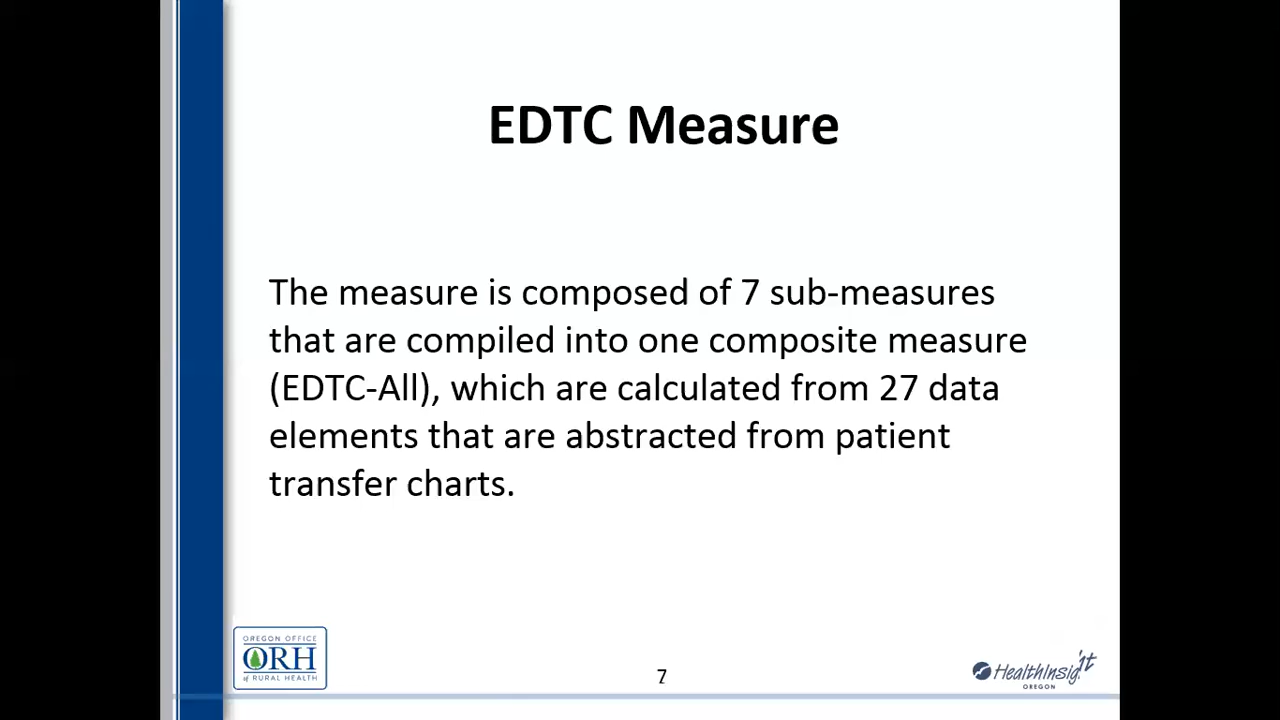 EDTC Measure
The measure is composed of 7 sub-measures
that are compiled into one composite measure
(EDTC-All), which are calculated from 27 data
elements that are abstracted from patient
transfer charts.
OREGON OFFICE
ORH
of RURAL HEALTH
7
HealthInsight
OREGON